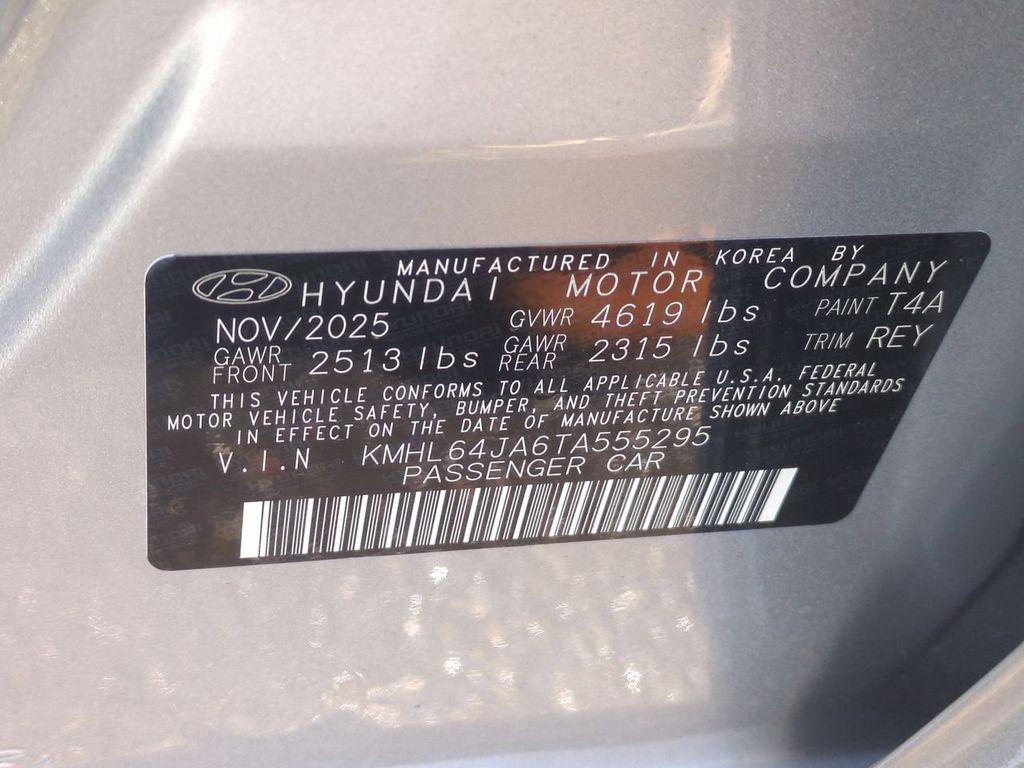 MANUFACTURED IN KOREA BY
HYUNDAI MOTOR COMPANY
NOV/2025 GVWR 4619 lbs PAINT T4A
GAWR FRONT 2513 lbs GAWR REAR 2315 lbs TRIM REY
THIS VEHICLE CONFORMS TO ALL APPLICABLE U.S.A. FEDERAL
MOTOR VEHICLE SAFETY, BUMPER, AND THEFT PREVENTION STANDARDS
IN EFFECT ON THE DATE OF MANUFACTURE SHOWN ABOVE
V.I.N KMHL64JA6TA555295
PASSENGER CAR